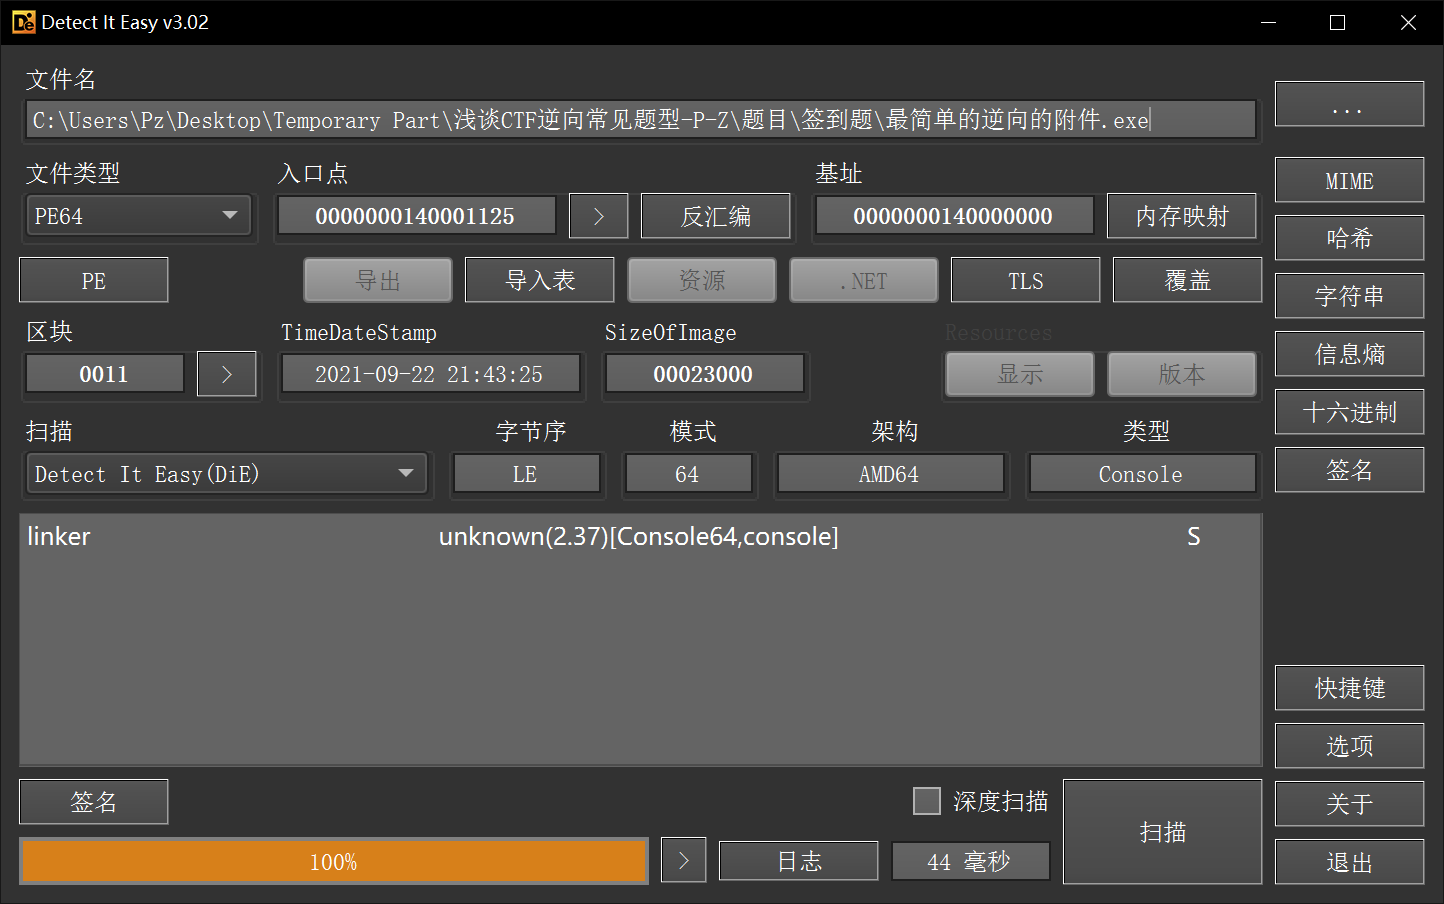 Detect It Easy v3.02
文件名
C:\Users\Pz\Desktop\Temporary Part\浅谈CTF逆向常见题型-P-Z\题目\签到题\最简单的逆向的附件.exe
...
文件类型 入口点 基址
PE64 0000000140001125 > 反汇编 0000000140000000 内存映射
MIME
哈希
PE 导出 导入表 资源 .NET TLS 覆盖
字符串
区块 TimeDateStamp SizeOfImage Resources
0011 > 2021-09-22 21:43:25 00023000 显示 版本
信息熵
十六进制
扫描 字节序 模式 架构 类型
Detect It Easy(DiE) LE 64 AMD64 Console
签名
linker unknown(2.37)[Console64,console] S
快捷键
选项
签名 深度扫描 扫描
关于
100% > 日志 44 毫秒
退出